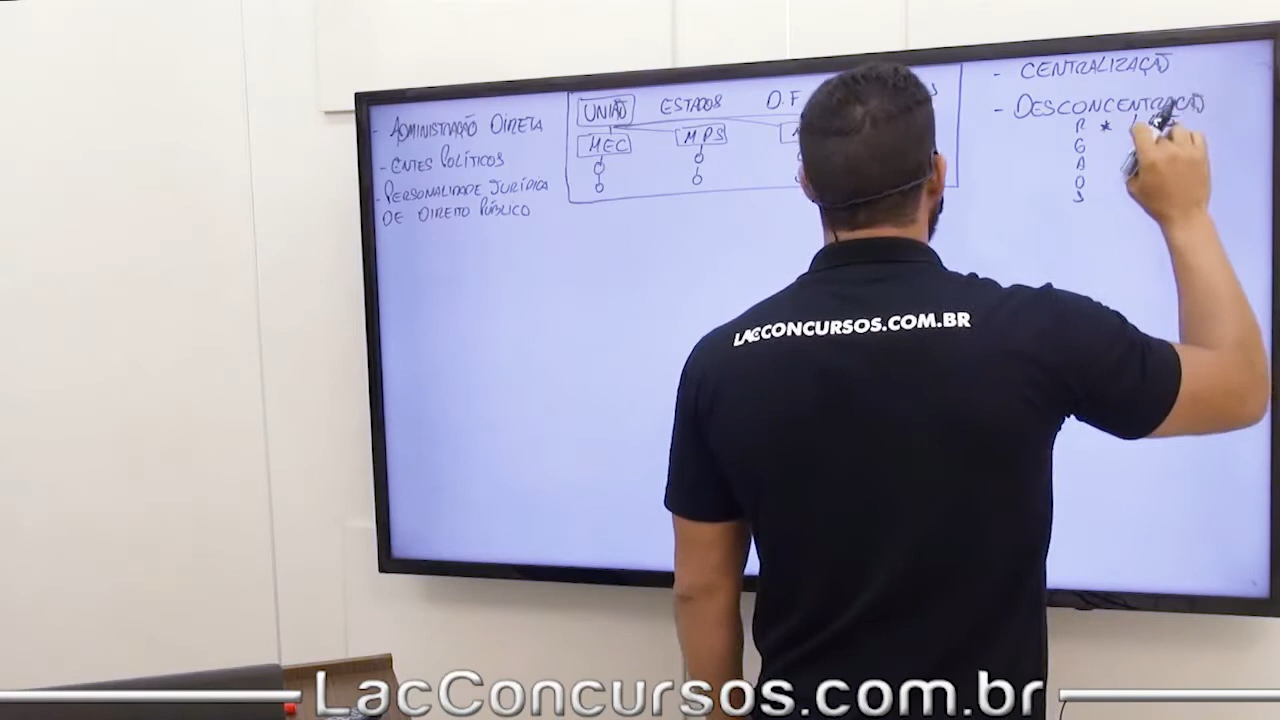 - ADMINISTRAÇÃO DIRETA
- ENTES POLÍTICOS
- PERSONALIDADE JURÍDICA
DE DIREITO PÚBLICO
UNIÃO ESTADOS D.F
MEC MPS
- CENTRALIZAÇÃO
- DESCONCENTRAÇÃO
R *
G
Ã
O
S
LACCONCURSOS.COM.BR
LacConcursos.com.br